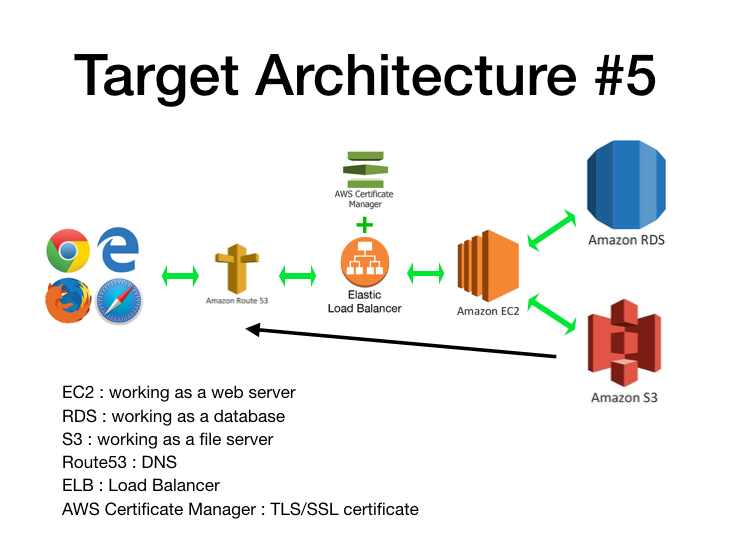 Target Architecture #5
AWS Certificate
Manager
+
Amazon RDS
Amazon Route 53
Elastic
Load Balancer
Amazon EC2
Amazon S3
EC2 : working as a web server
RDS : working as a database
S3 : working as a file server
Route53 : DNS
ELB : Load Balancer
AWS Certificate Manager : TLS/SSL certificate